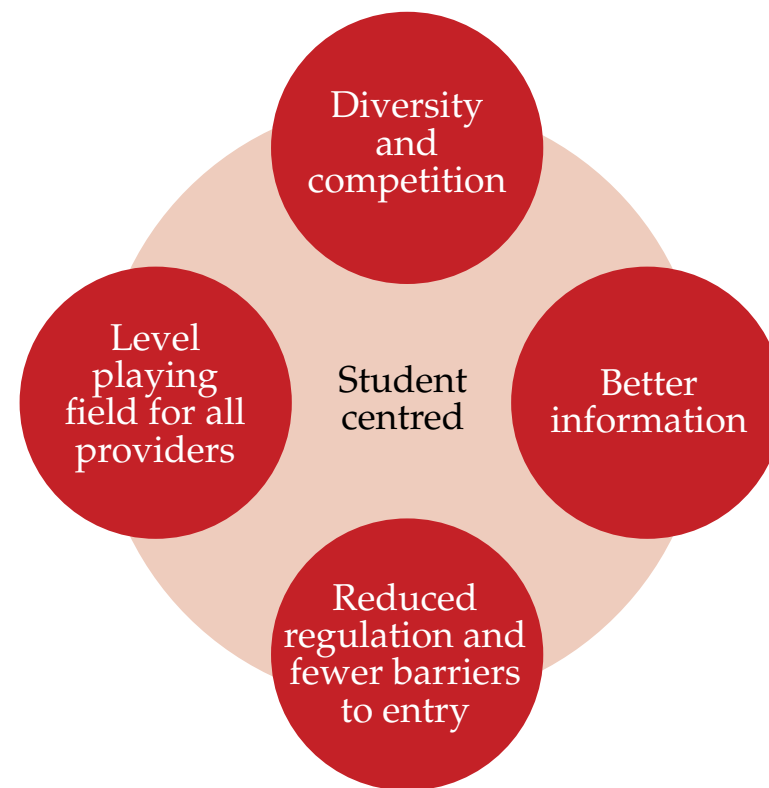 Diversity
and
competition
Level
playing
field for all
providers
Student
centred
Better
information
Reduced
regulation and
fewer barriers
to entry